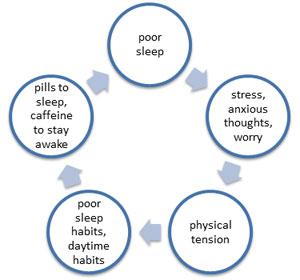 poor
sleep
stress,
anxious
thoughts,
worry
physical
tension
poor
sleep
habits,
daytime
habits
pills to
sleep,
caffeine
to stay
awake